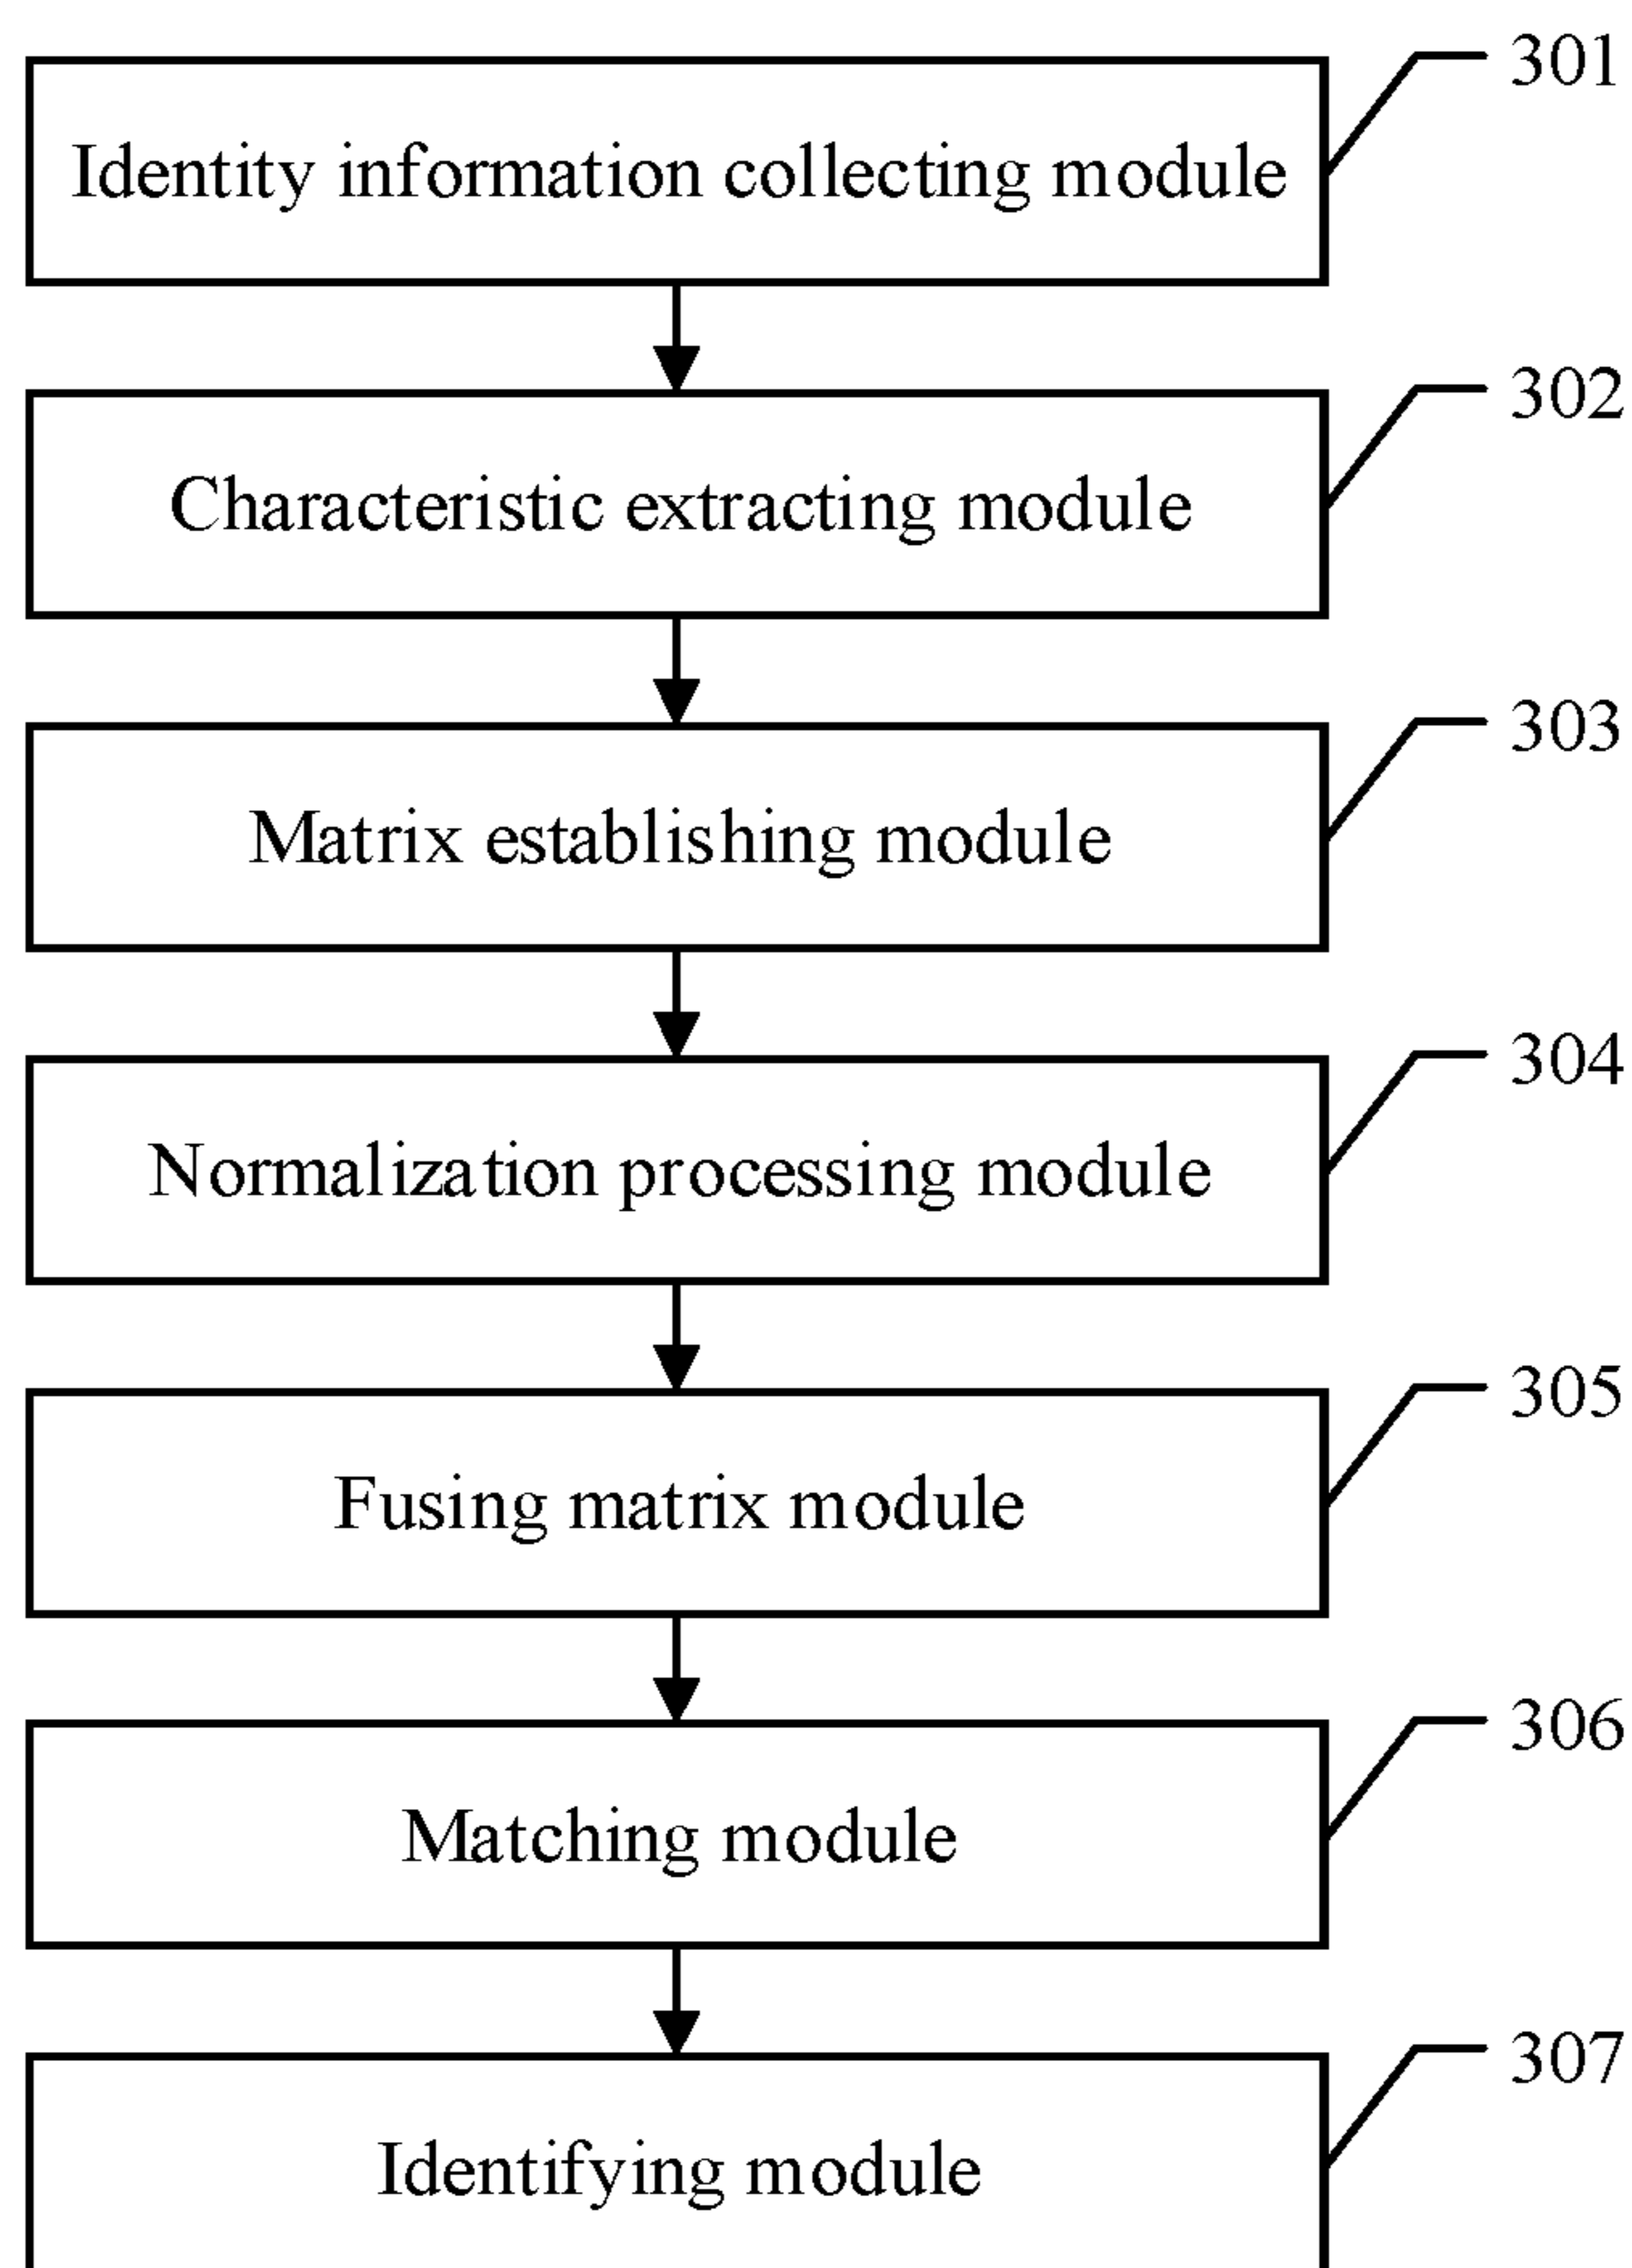 301
Identity information collecting module
302
Characteristic extracting module
303
Matrix establishing module
304
Normalization processing module
305
Fusing matrix module
306
Matching module
307
Identifying module